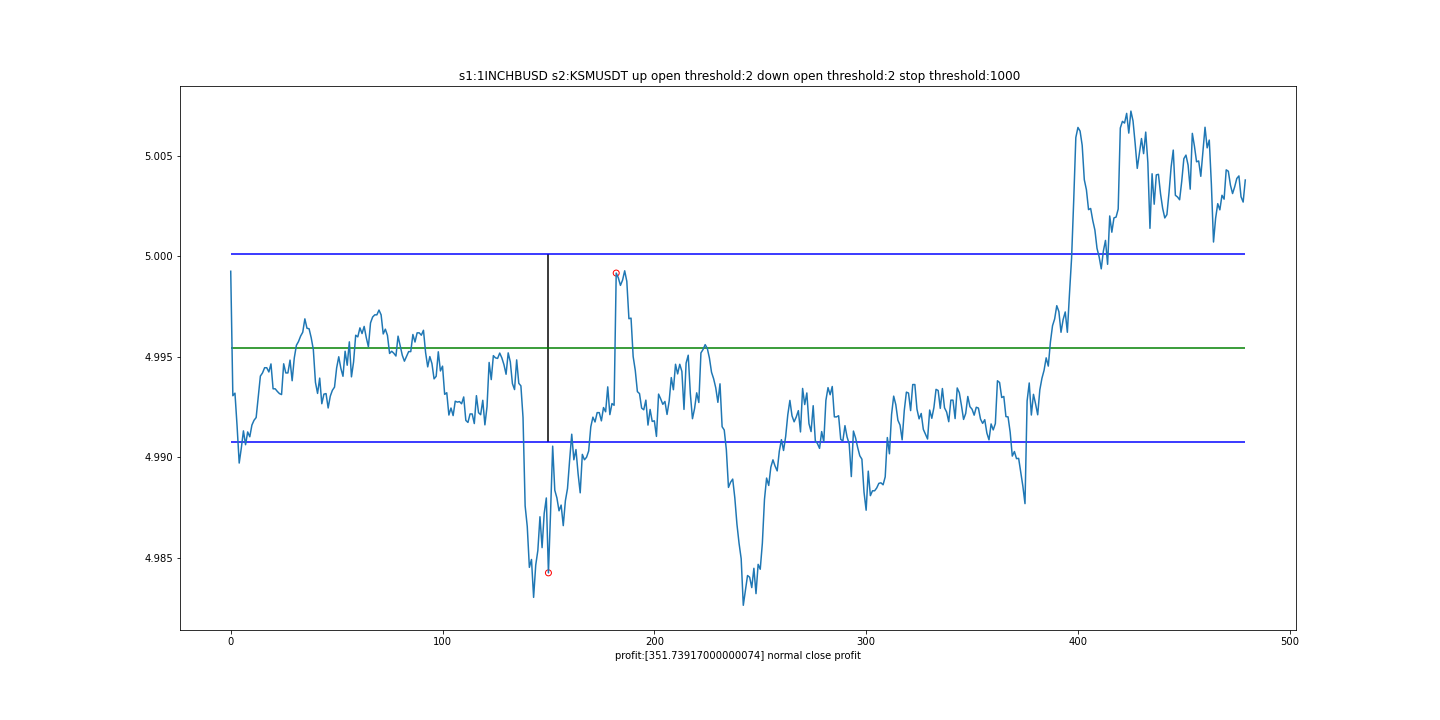 s1:1INCHBUSD s2:KSMUSDT up open threshold:2 down open threshold:2 stop threshold:1000
5.005
5.000
4.995
4.990
4.985
0 100 200 300 400 500
profit:[351.73917000000074] normal close profit